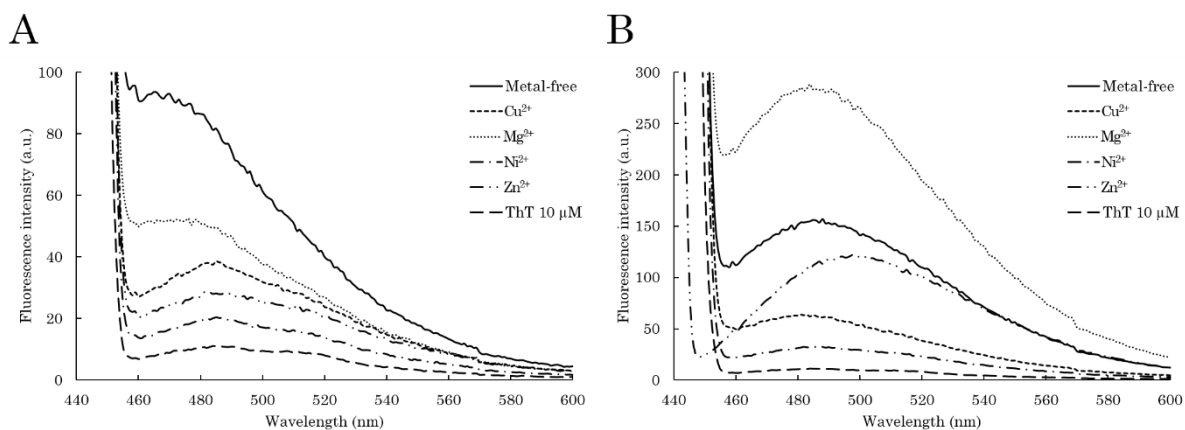 A
100
80
60
40
20
0
Fluorescence intensity (a.u.)
440 460 480 500 520 540 560 580 600
Wavelength (nm)
Metal-free
Cu²⁺
Mg²⁺
Ni²⁺
Zn²⁺
ThT 10 µM
B
300
250
200
150
100
50
0
Fluorescence intensity (a.u.)
440 460 480 500 520 540 560 580 600
Wavelength (nm)
Metal-free
Cu²⁺
Mg²⁺
Ni²⁺
Zn²⁺
ThT 10 µM